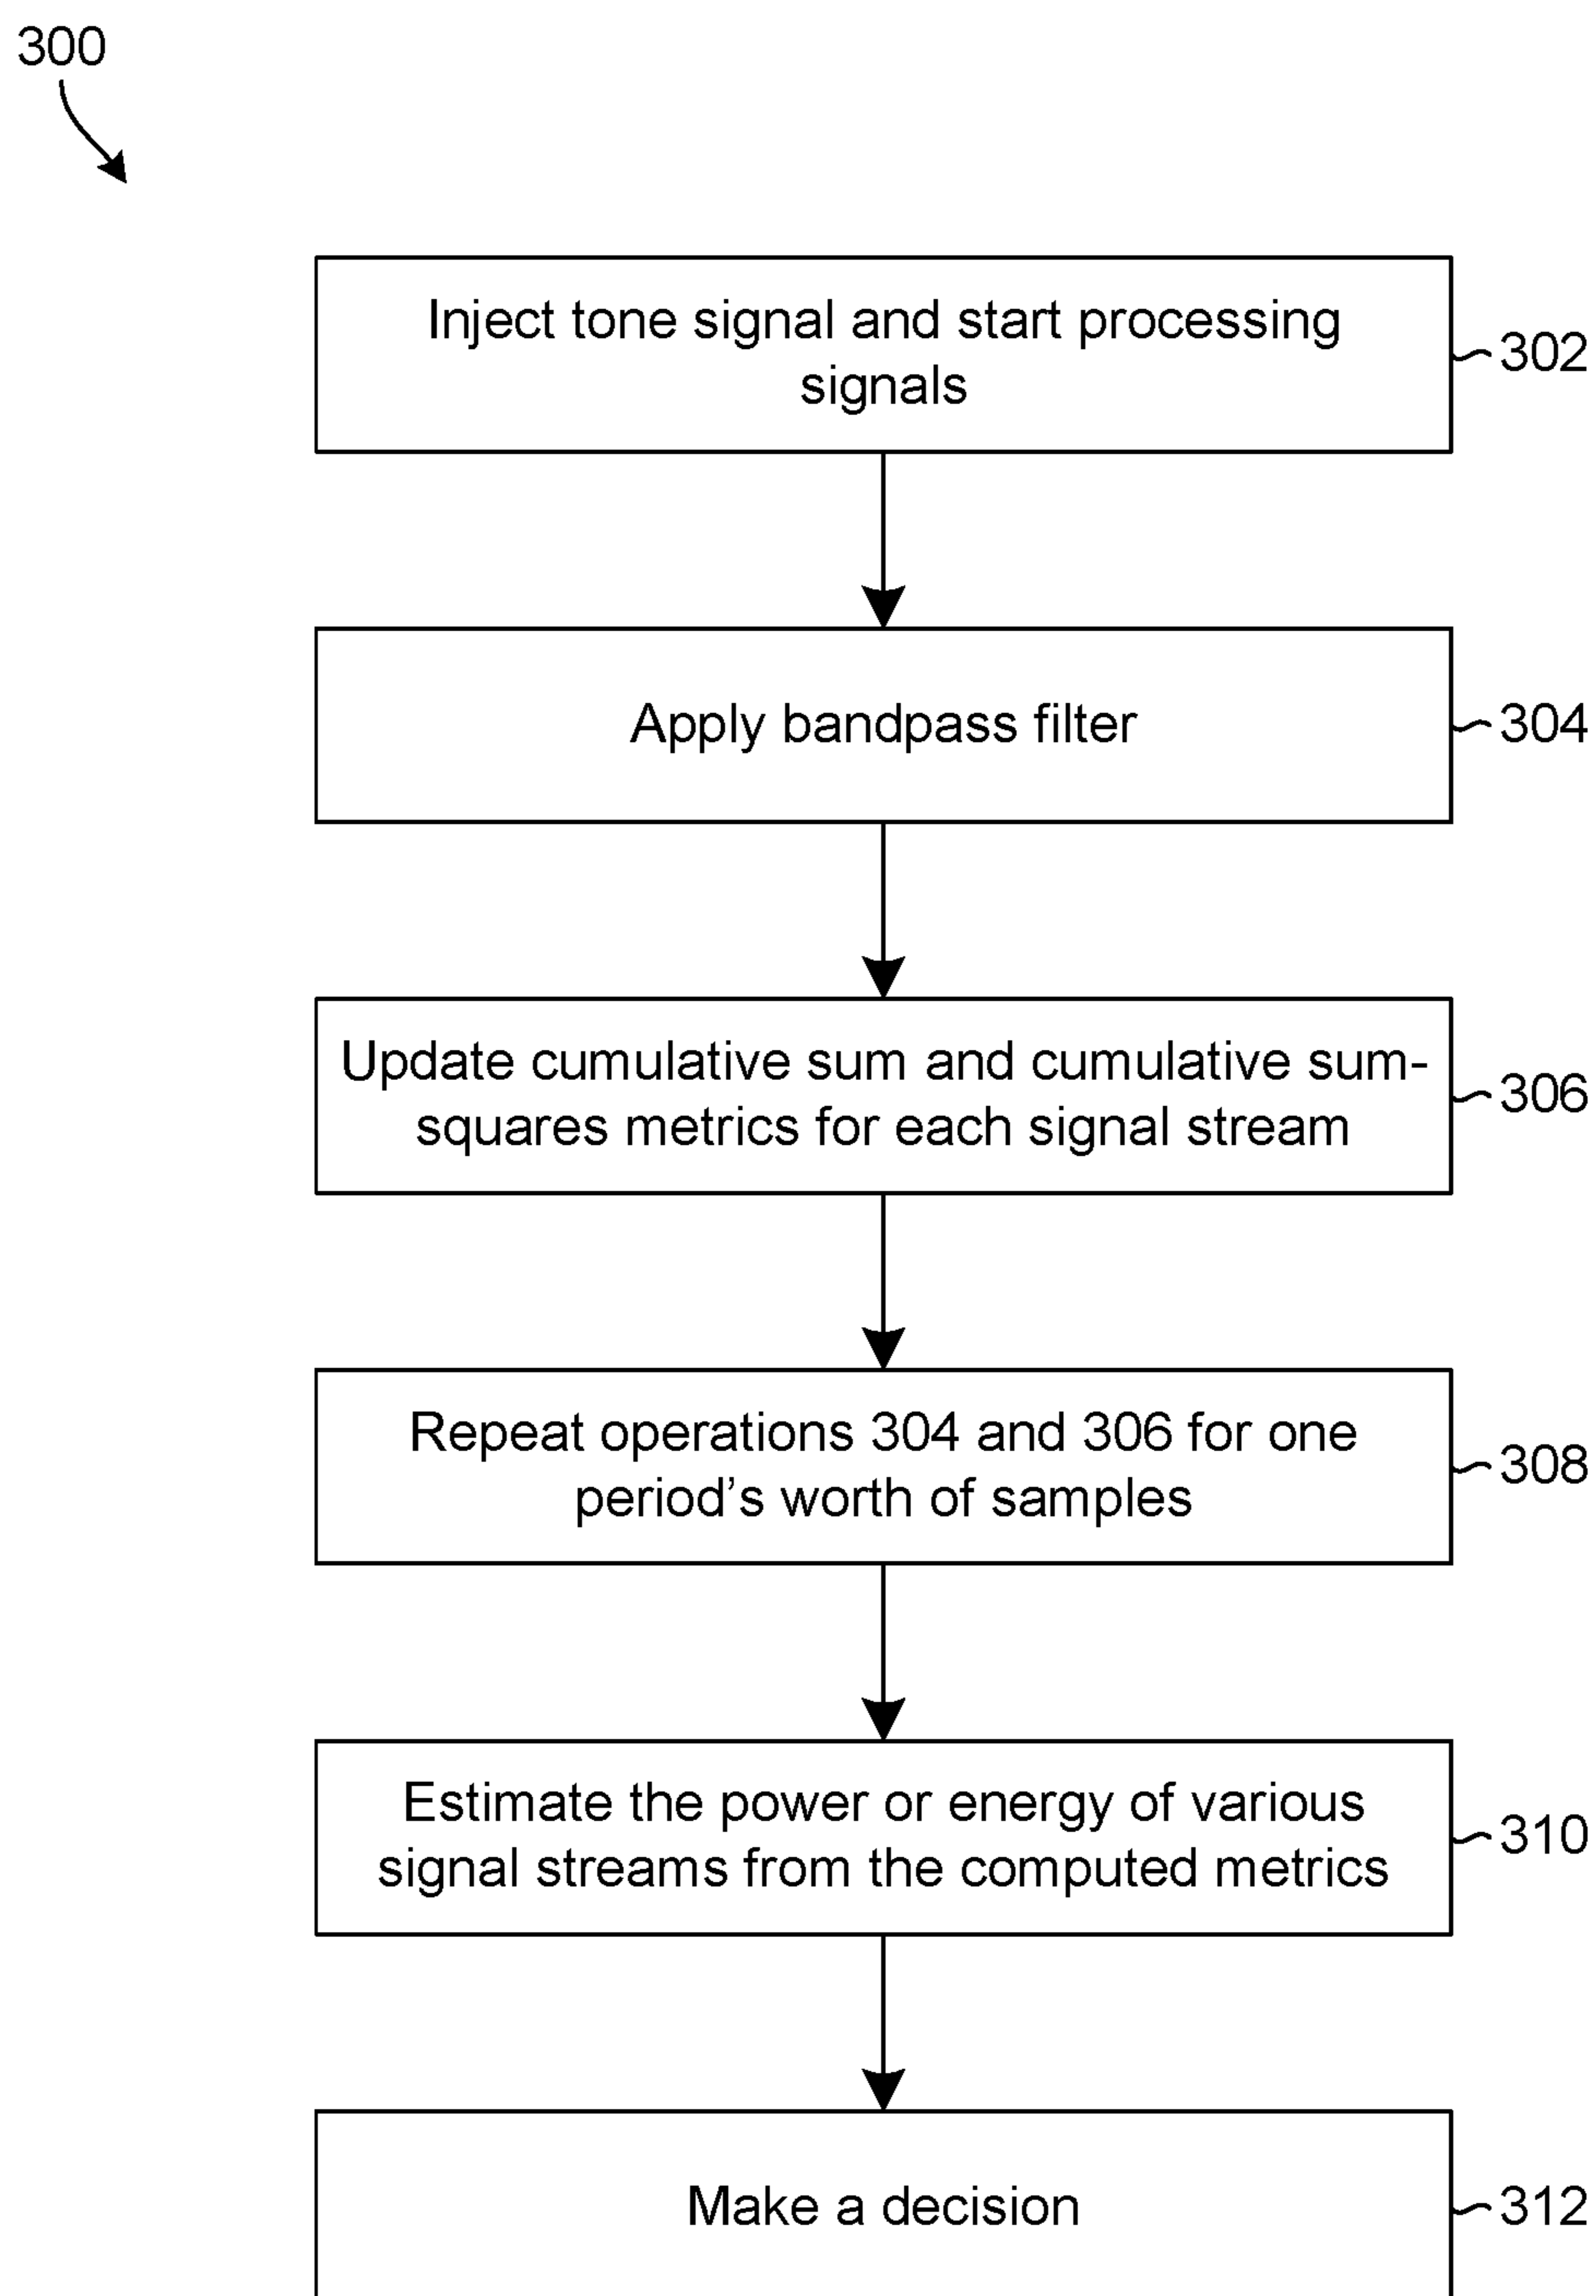 300
Inject tone signal and start processing
signals
302
Apply bandpass filter
304
Update cumulative sum and cumulative sum-
squares metrics for each signal stream
306
Repeat operations 304 and 306 for one
period’s worth of samples
308
Estimate the power or energy of various
signal streams from the computed metrics
310
Make a decision
312